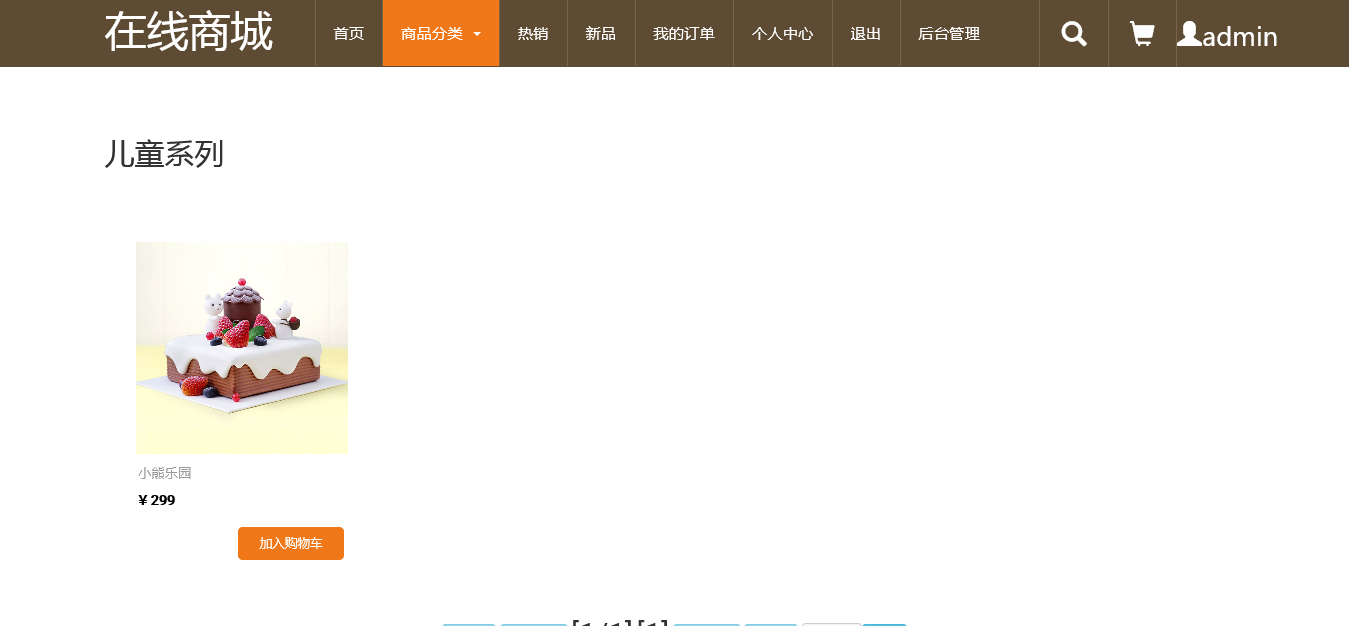 在线商城
首页
商品分类
热销
新品
我的订单
个人中心
退出
后台管理
admin
儿童系列
小熊乐园
¥ 299
加入购物车